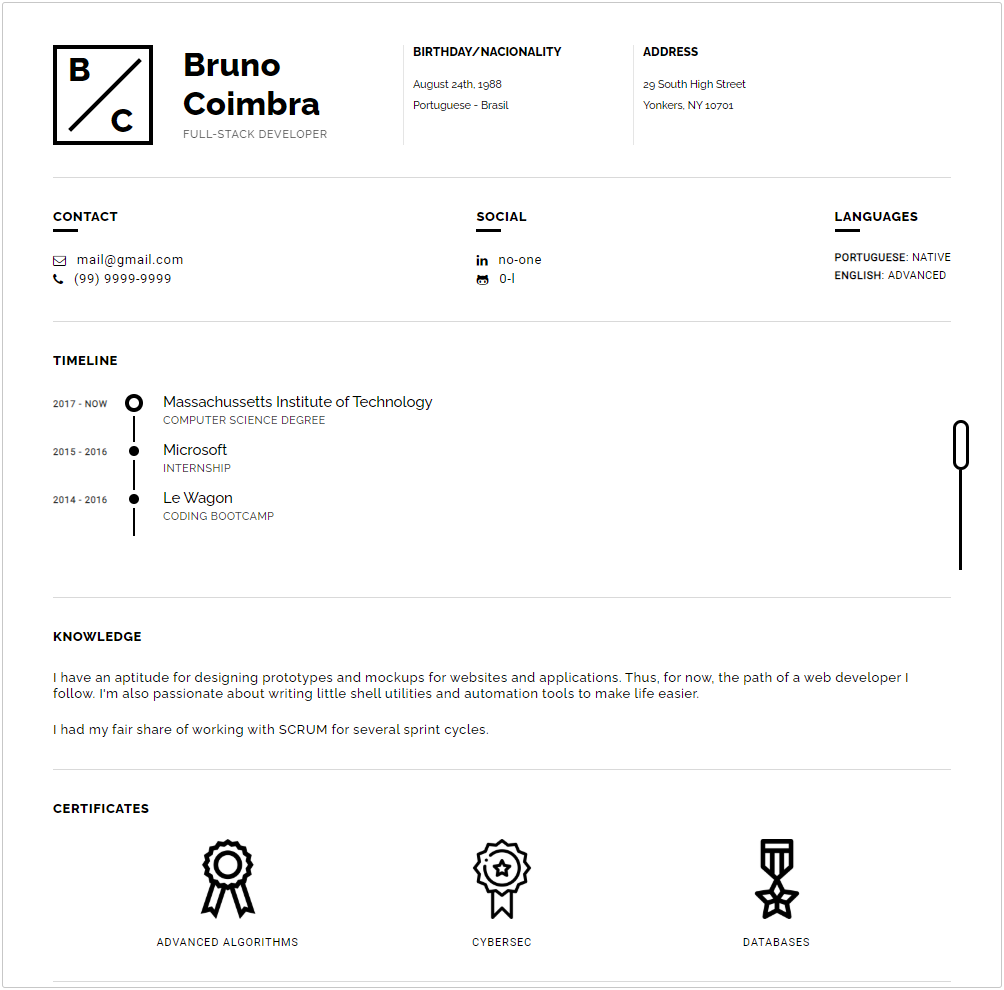 B
C
Bruno
Coimbra
FULL-STACK DEVELOPER
BIRTHDAY/NACIONALITY
August 24th, 1988
Portuguese - Brasil
ADDRESS
29 South High Street
Yonkers, NY 10701
CONTACT
mail@gmail.com
(99) 9999-9999
SOCIAL
in no-one
0-l
LANGUAGES
PORTUGUESE: NATIVE
ENGLISH: ADVANCED
TIMELINE
2017 - NOW
Massachussetts Institute of Technology
COMPUTER SCIENCE DEGREE
2015 - 2016
Microsoft
INTERNSHIP
2014 - 2016
Le Wagon
CODING BOOTCAMP
KNOWLEDGE
I have an aptitude for designing prototypes and mockups for websites and applications. Thus, for now, the path of a web developer I
follow. I'm also passionate about writing little shell utilities and automation tools to make life easier.
I had my fair share of working with SCRUM for several sprint cycles.
CERTIFICATES
ADVANCED ALGORITHMS
CYBERSEC
DATABASES